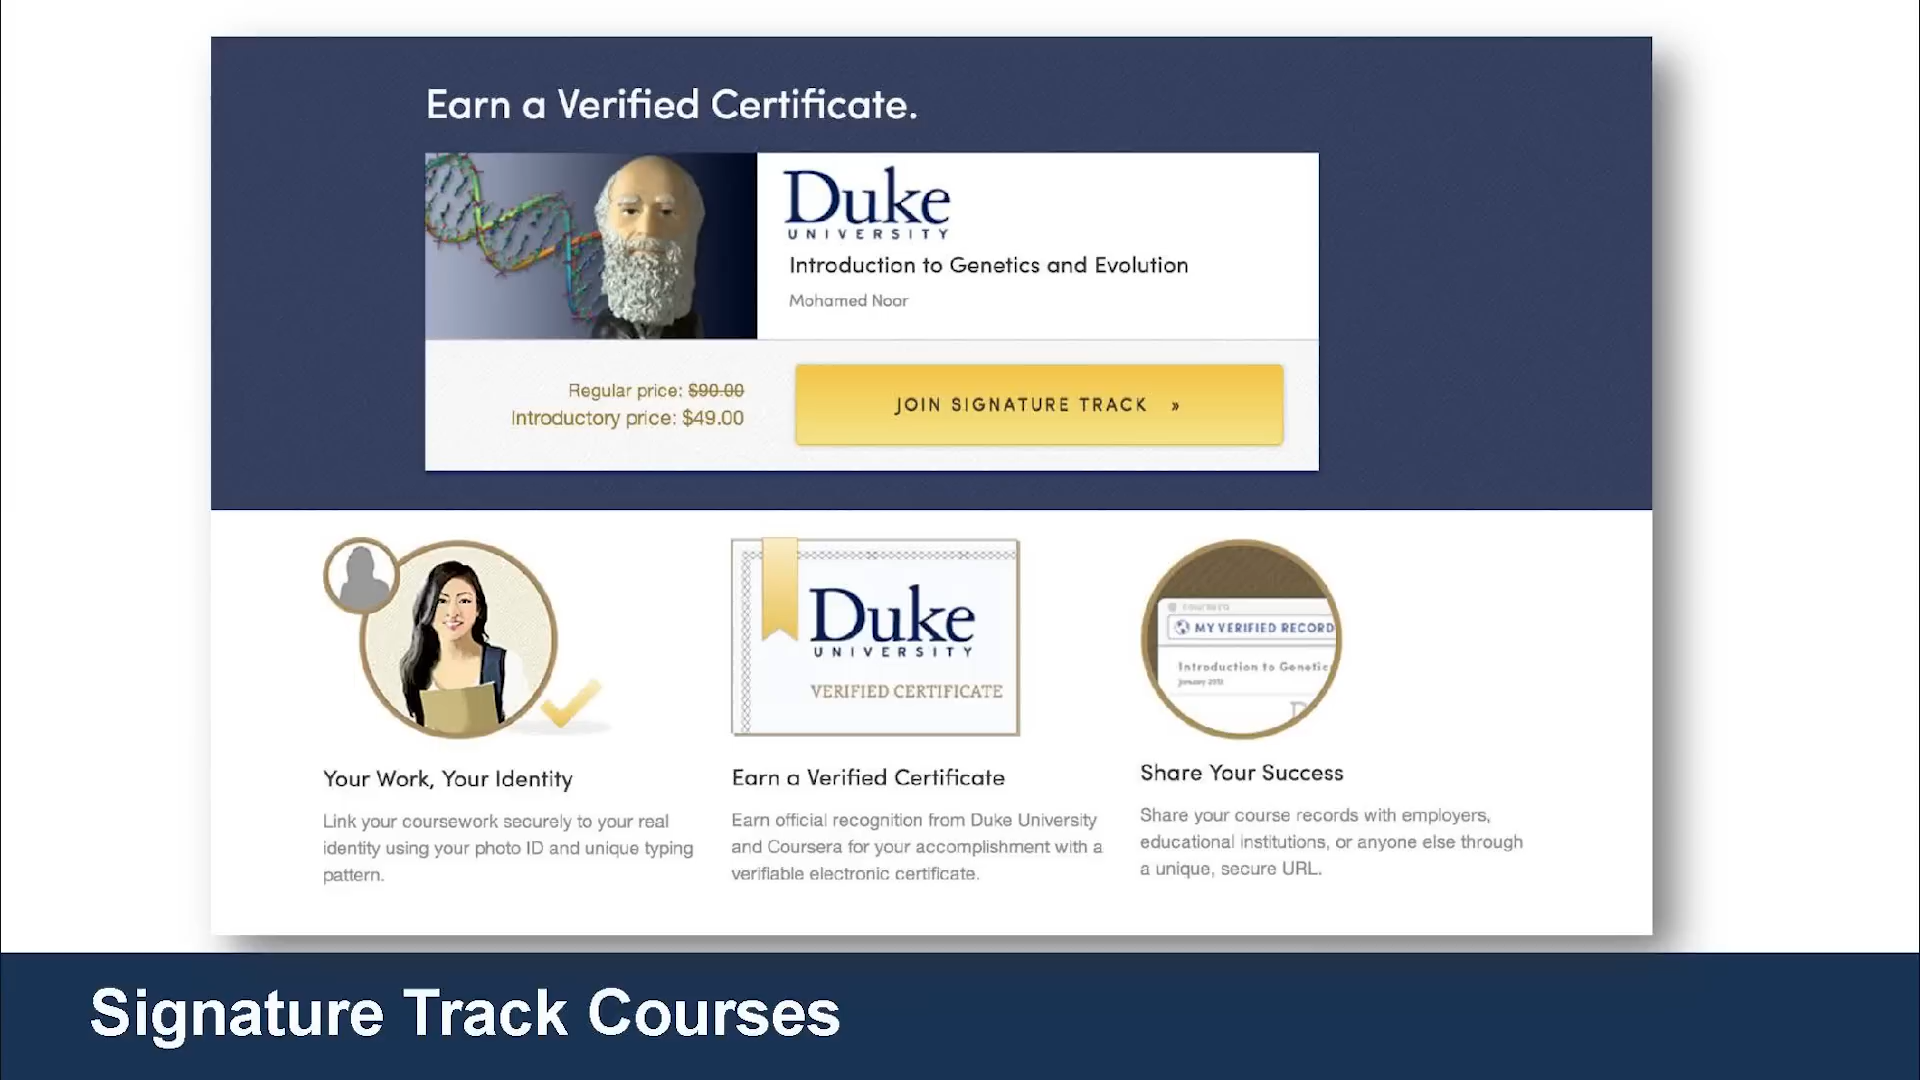 Earn a Verified Certificate.
Duke
UNIVERSITY
Introduction to Genetics and Evolution
Mohamed Noor
Regular price: $90.00
Introductory price: $49.00
JOIN SIGNATURE TRACK »
Duke
UNIVERSITY
VERIFIED CERTIFICATE
coursera
MY VERIFIED RECORD
Introduction to Genetic
January 2013
D
Your Work, Your Identity
Link your coursework securely to your real
identity using your photo ID and unique typing
pattern.
Earn a Verified Certificate
Earn official recognition from Duke University
and Coursera for your accomplishment with a
verifiable electronic certificate.
Share Your Success
Share your course records with employers,
educational institutions, or anyone else through
a unique, secure URL.
Signature Track Courses